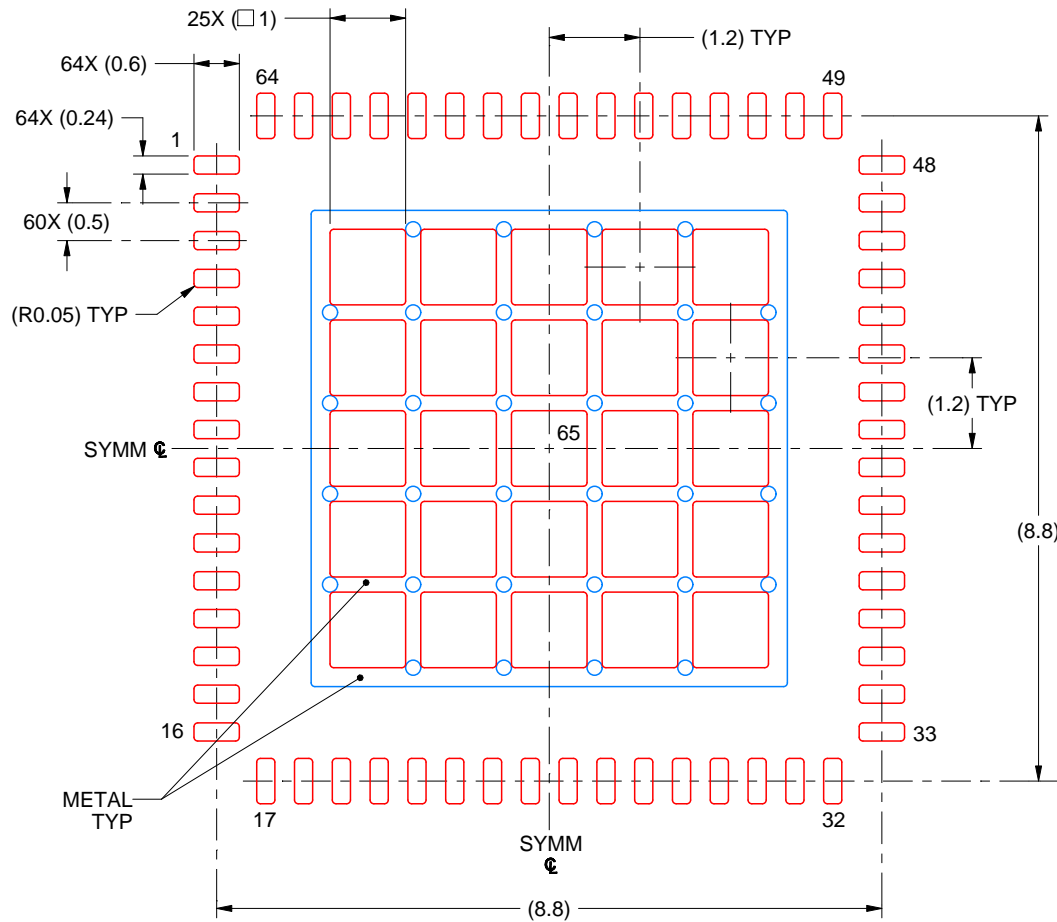 25X (□ 1)
(1.2) TYP
64X (0.6)
64
49
64X (0.24)
1
48
60X (0.5)
(R0.05) TYP
(1.2) TYP
65
SYMM ℄
(8.8)
16
33
METAL
TYP
17
32
SYMM
℄
(8.8)